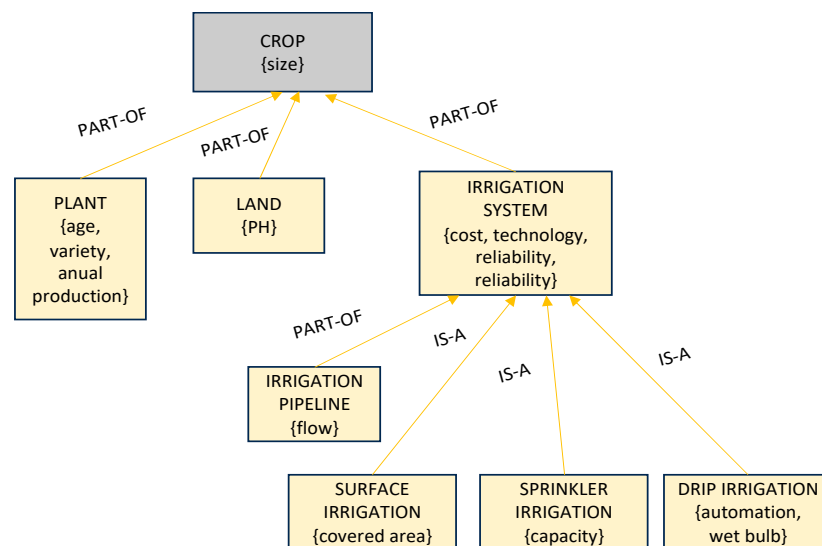 CROP
{size}
PART-OF
PART-OF
PART-OF
PLANT
{age,
variety,
anual
production}
LAND
{PH}
IRRIGATION
SYSTEM
{cost, technology,
reliability,
reliability}
PART-OF
IS-A
IS-A
IS-A
IRRIGATION
PIPELINE
{flow}
SURFACE
IRRIGATION
{covered area}
SPRINKLER
IRRIGATION
{capacity}
DRIP IRRIGATION
{automation,
wet bulb}